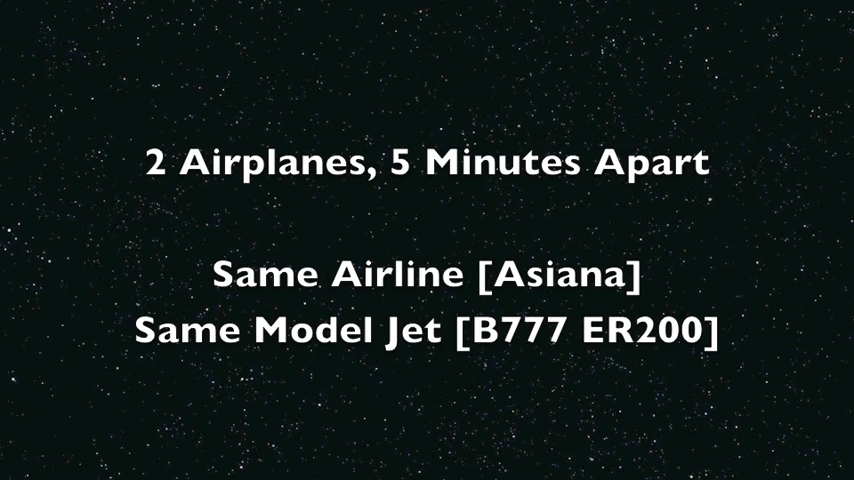 2 Airplanes, 5 Minutes Apart
Same Airline [Asiana]
Same Model Jet [B777 ER200]